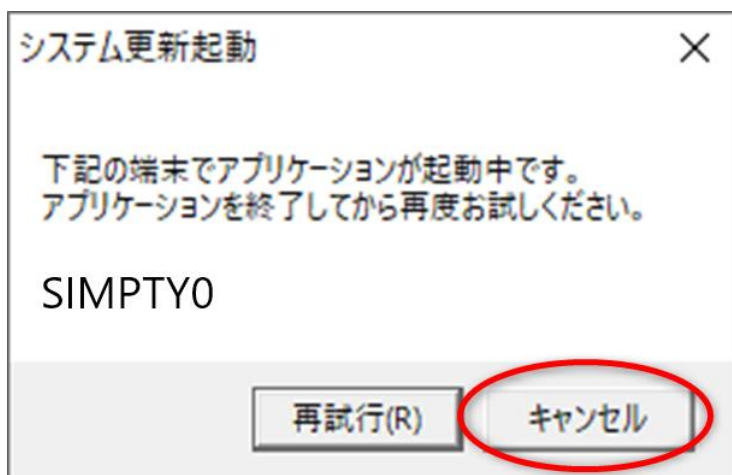 システム更新起動
下記の端末でアプリケーションが起動中です。
アプリケーションを終了してから再度お試しください。
SIMPTY0
再試行(R)
キャンセル